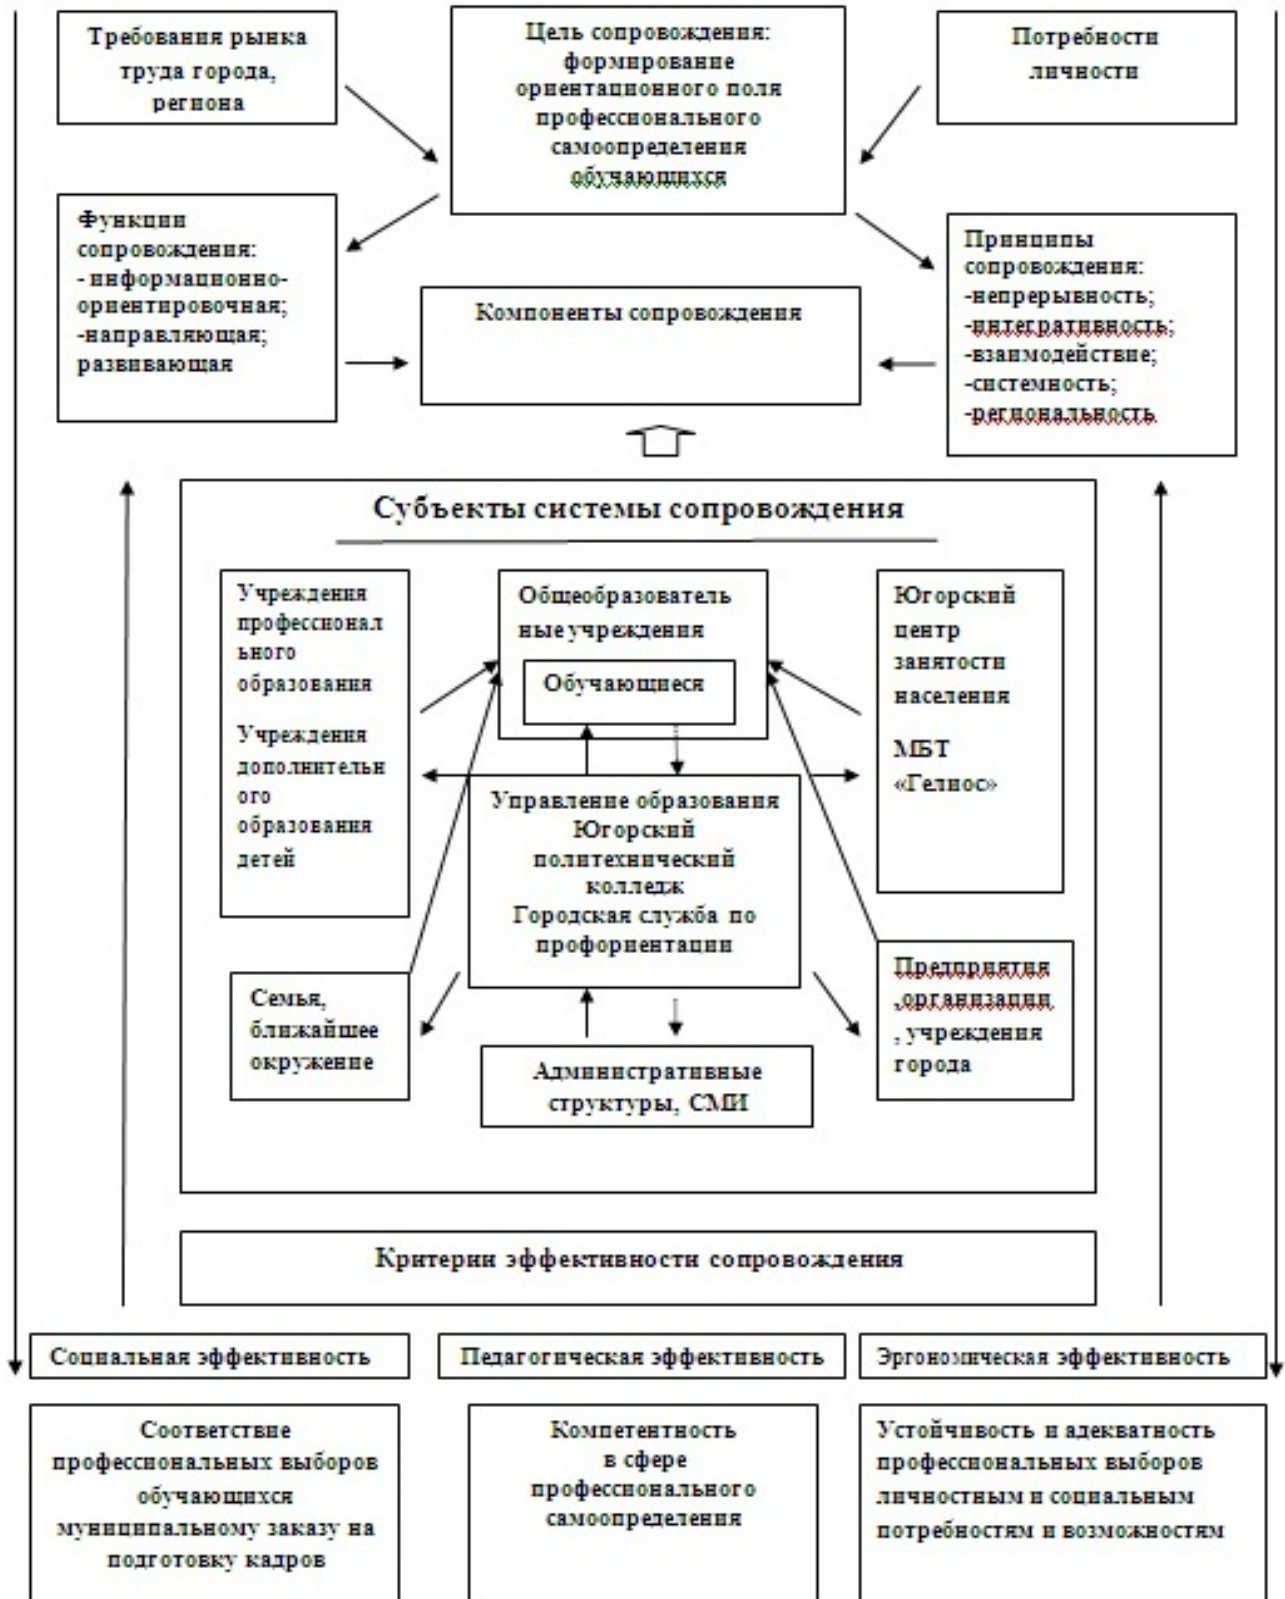 Требования рынка
труда города,
региона
Цель сопровождения:
формирование
ориентационного поля
профессионального
самоопределения
обучающихся
Потребности
личности
Функции
сопровождения:
- информационно-
ориентировочная;
-направляющая;
развивающая
Компоненты сопровождения
Принципы
сопровождения:
-непрерывность;
-интегративность;
-взаимодействие;
-системность;
-региональность
Субъекты системы сопровождения
Учреждения
профессионал
ьного
образования
Учреждения
дополнительн
ого
образования
детей
Общеобразователь
ные учреждения
Обучающиеся
Югорский
центр
занятости
населения
МБТ
«Гелиос»
Управление образования
Югорский
политехнический
колледж
Городская служба по
профориентации
Семья,
ближайшее
окружение
Административные
структуры, СМИ
Предприятия
,организации
, учреждения
города
Критерии эффективности сопровождения
Социальная эффективность
Педагогическая эффективность
Эргономическая эффективность
Соответствие
профессиональных выборов
обучающихся
муниципальному заказу на
подготовку кадров
Компетентность
в сфере
профессионального
самоопределения
Устойчивость и адекватность
профессиональных выборов
личностным и социальным
потребностям и возможностям